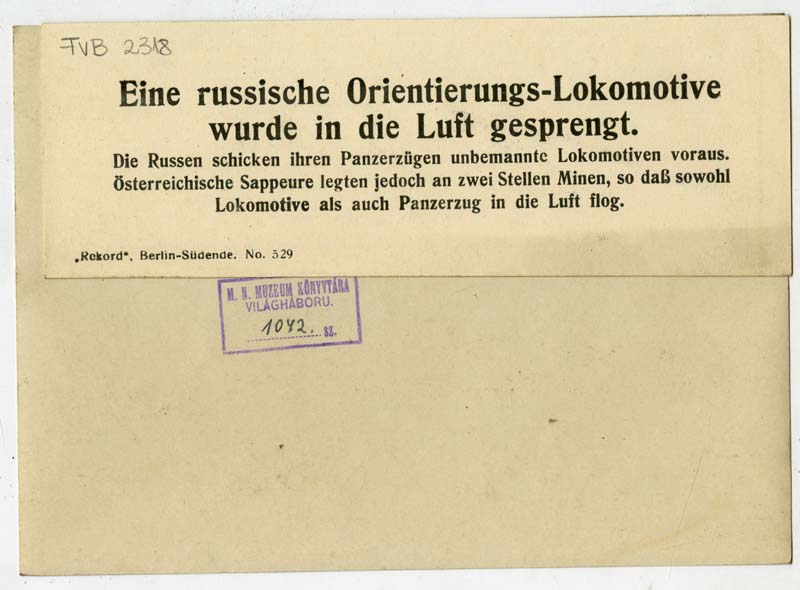 FVB 2318
Eine russische Orientierungs-Lokomotive
wurde in die Luft gesprengt.
Die Russen schicken ihren Panzerzügen unbemannte Lokomotiven voraus.
Österreichische Sappeure legten jedoch an zwei Stellen Minen, so daß sowohl
Lokomotive als auch Panzerzug in die Luft flog.
„Rekord“, Berlin-Südende. No. 329
M. N. MUZEUM KÖNYVTÁRA
VILÁGHÁBORU.
1042. sz.